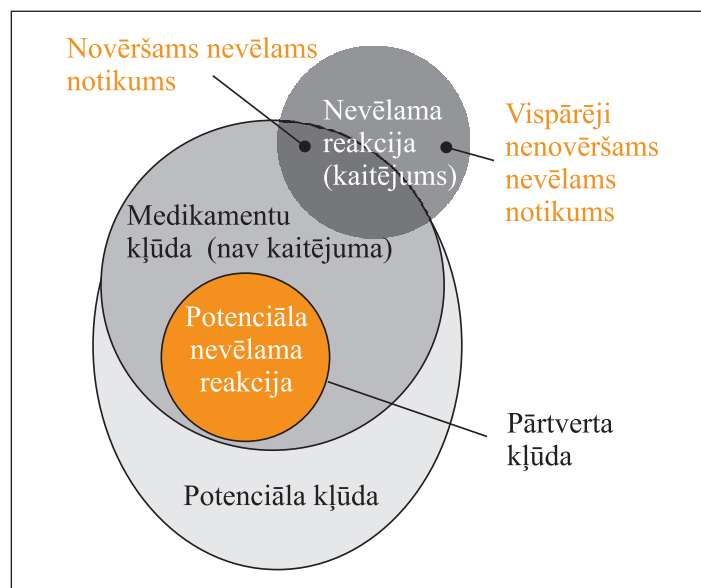 Novēršams nevēlams
notikums
Nevēlama
reakcija
(kaitējums)
Vispārēji
nenovēršams
nevēlams
notikums
Medikamentu
kļūda (nav kaitējuma)
Potenciāla
nevēlama
reakcija
Pārtverta
kļūda
Potenciāla kļūda